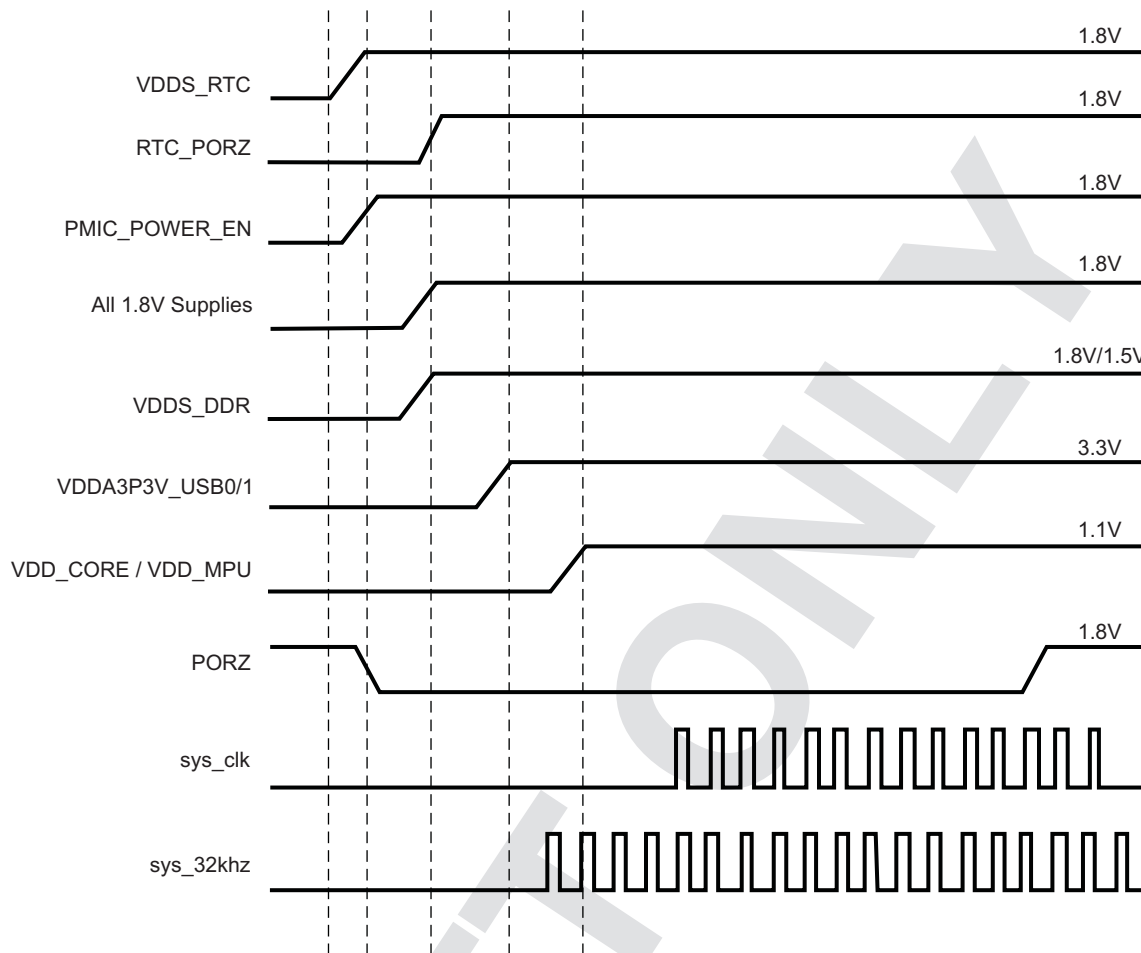 1.8V
VDDS_RTC
1.8V
RTC_PORZ
1.8V
PMIC_POWER_EN
1.8V
All 1.8V Supplies
1.8V/1.5V
VDDS_DDR
3.3V
VDDA3P3V_USB0/1
1.1V
VDD_CORE / VDD_MPU
1.8V
PORZ
sys_clk
sys_32khz
T ONLY